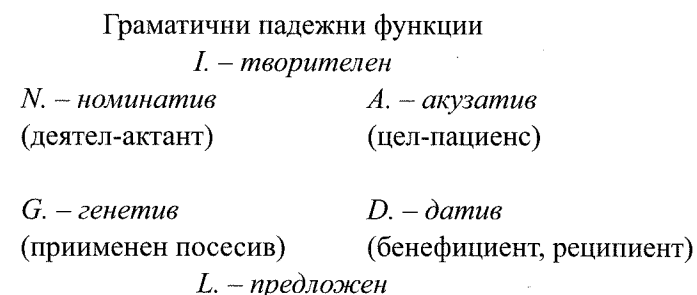 Граматични падежни функции
I. – творителен
N. – номинатив A. – акузатив
(деятел-актант) (цел-пациенс)
G. – генетив D. – датив
(приименен посесив) (бенефициент, реципиент)
L. – предложен